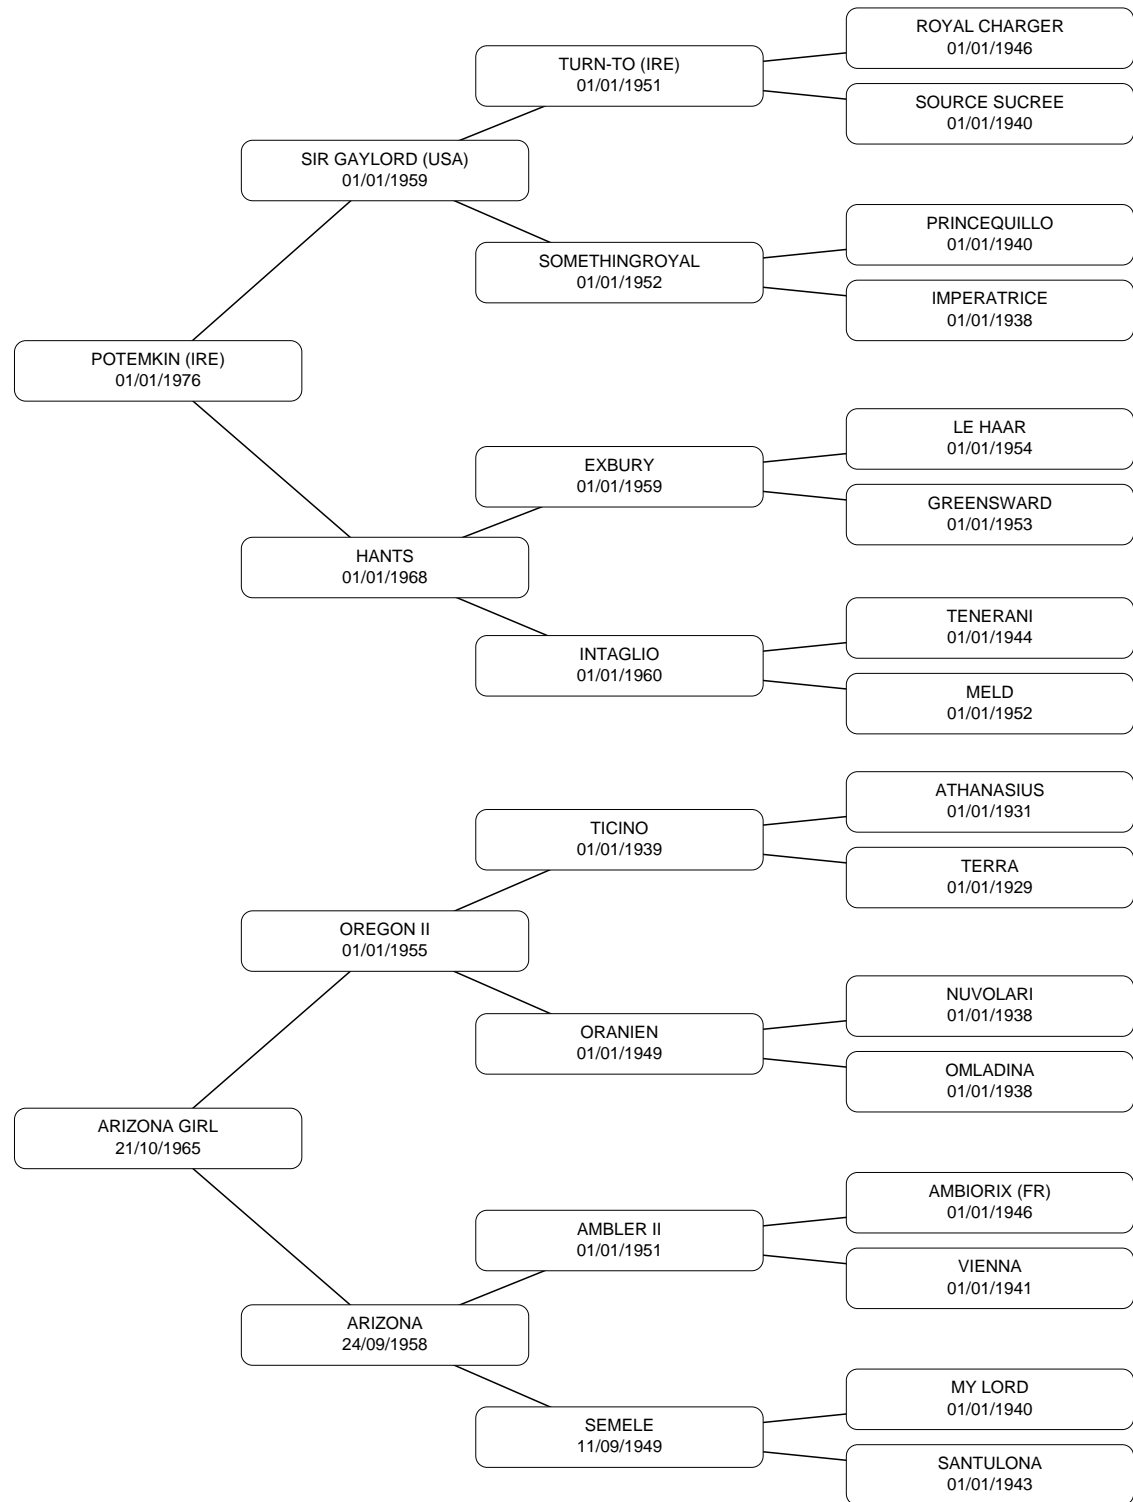 ROYAL CHARGER
01/01/1946
TURN-TO (IRE)
01/01/1951
SOURCE SUCREE
01/01/1940
SIR GAYLORD (USA)
01/01/1959
PRINCEQUILLO
01/01/1940
SOMETHINGROYAL
01/01/1952
IMPERATRICE
01/01/1938
POTEMKIN (IRE)
01/01/1976
LE HAAR
01/01/1954
EXBURY
01/01/1959
GREENSWARD
01/01/1953
HANTS
01/01/1968
TENERANI
01/01/1944
INTAGLIO
01/01/1960
MELD
01/01/1952
ATHANASIUS
01/01/1931
TICINO
01/01/1939
TERRA
01/01/1929
OREGON II
01/01/1955
NUVOLARI
01/01/1938
ORANIEN
01/01/1949
OMLADINA
01/01/1938
ARIZONA GIRL
21/10/1965
AMBIORIX (FR)
01/01/1946
AMBLER II
01/01/1951
VIENNA
01/01/1941
ARIZONA
24/09/1958
MY LORD
01/01/1940
SEMELE
11/09/1949
SANTULONA
01/01/1943